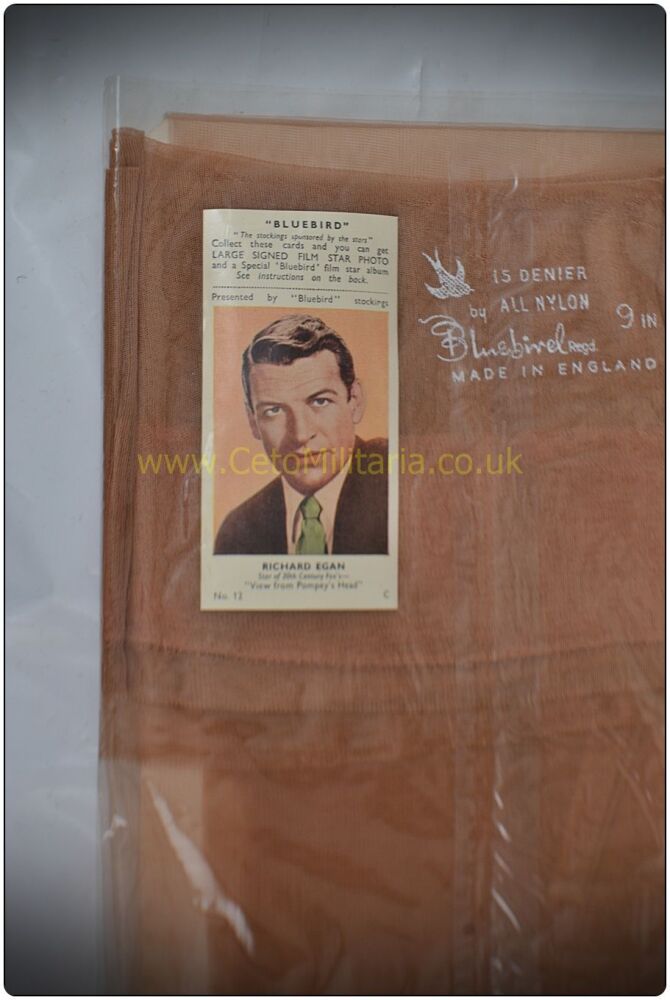 "BLUEBIRD"
"The stockings sponsored by the stars"
Collect these cards and you can get
LARGE SIGNED FILM STAR PHOTO
and a Special "Bluebird" film star album
See instructions on the back.
Presented by "Bluebird" stockings
RICHARD EGAN
Star of 20th Century Fox's—
"View from Pompey's Head"
No. 12 C
15 DENIER
by ALL NYLON
Bluebird Regd.
9 IN
MADE IN ENGLAND
www.CetoMilitaria.co.uk